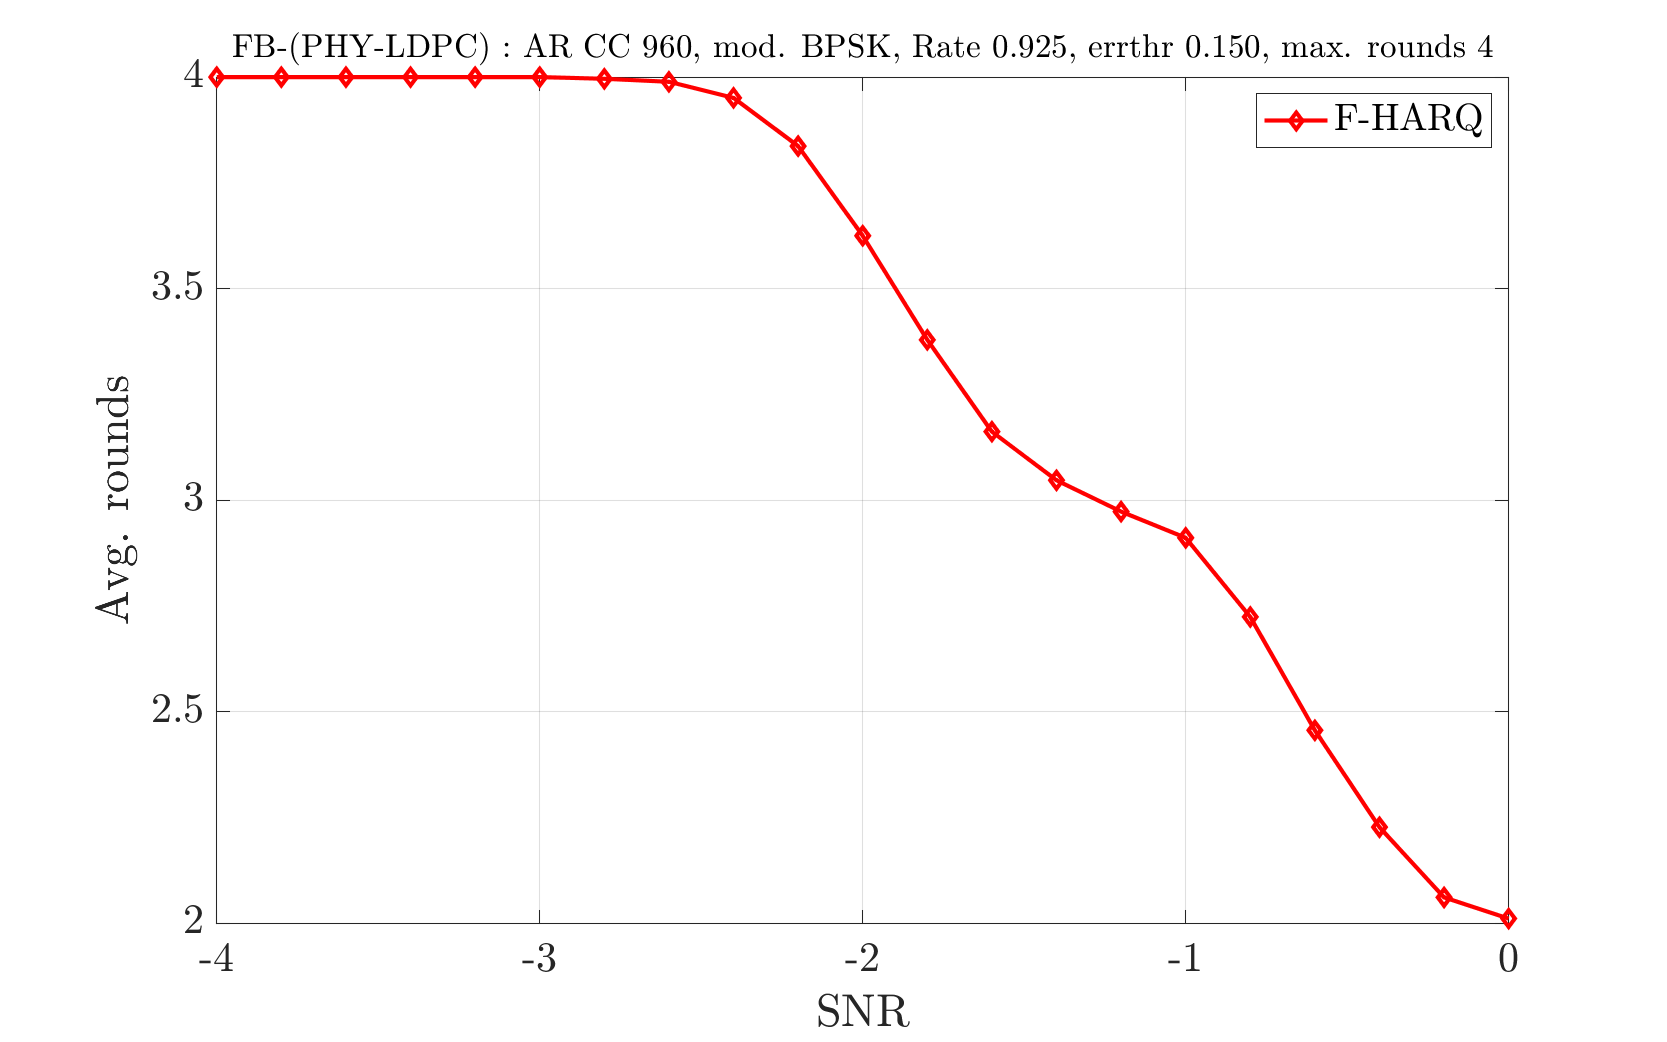 FB-(PHY-LDPC) : AR CC 960, mod. BPSK, Rate 0.925, errthr 0.150, max. rounds 4
F-HARQ
4
3.5
3
2.5
2
Avg. rounds
-4 -3 -2 -1 0
SNR